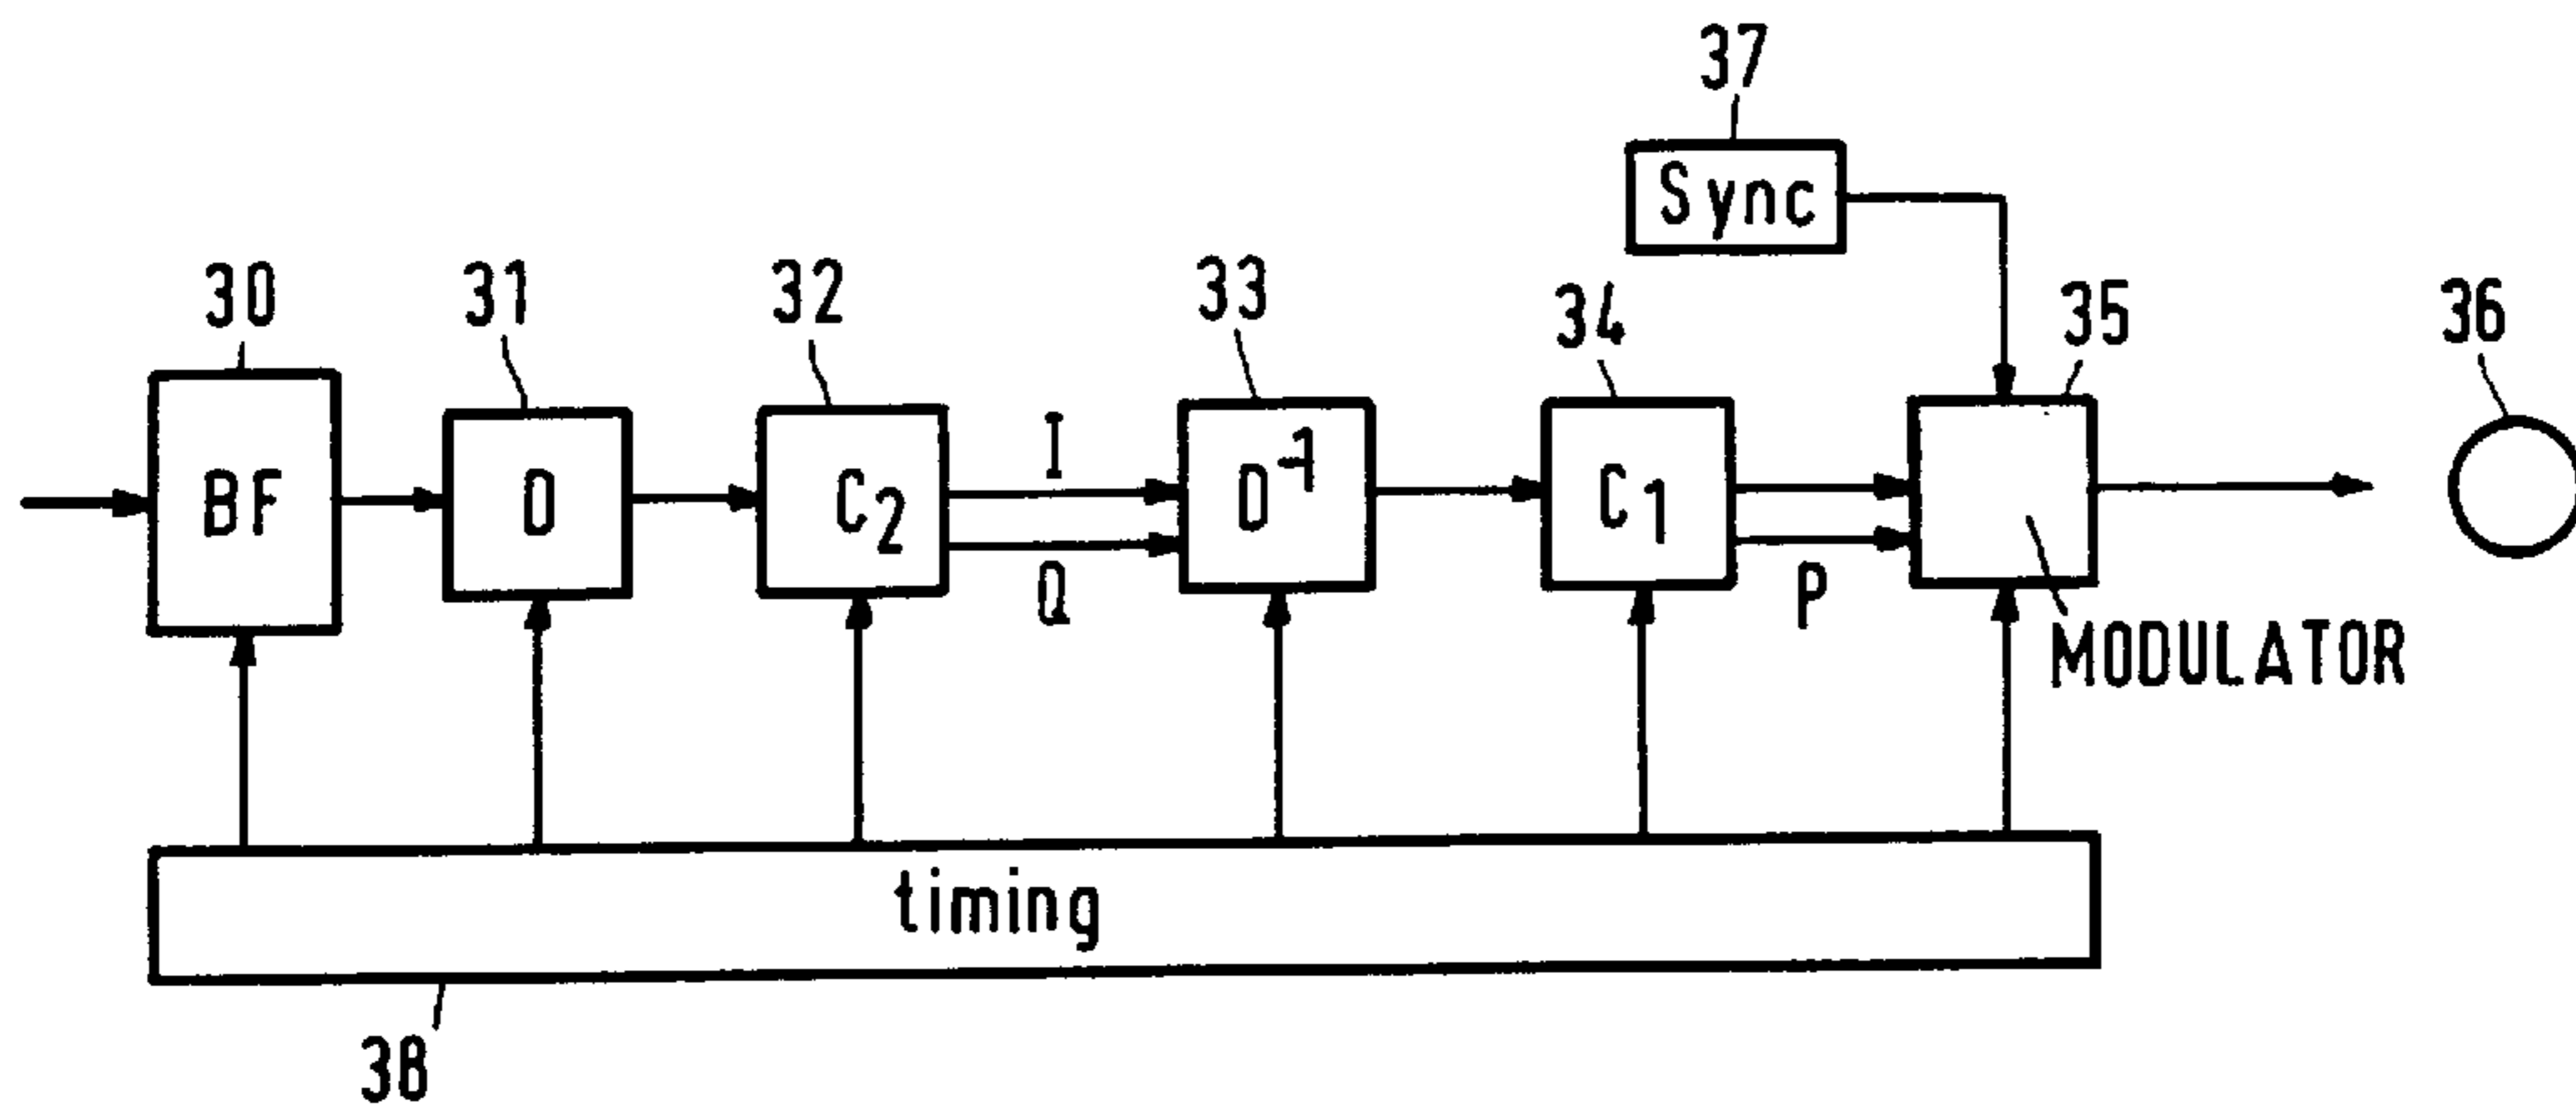 37
Sync
30
31
32
33
34
35
36
BF
D
C2
I
Q
D-1
C1
P
MODULATOR
timing
38